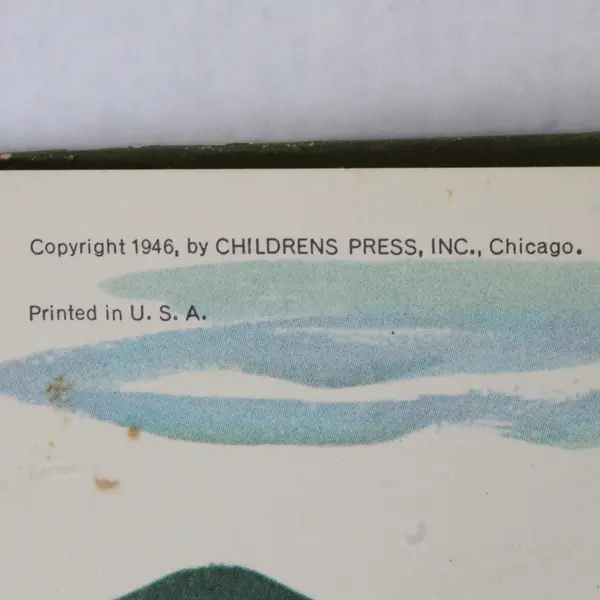 Copyright 1946, by CHILDRENS PRESS, INC., Chicago.
Printed in U. S. A.